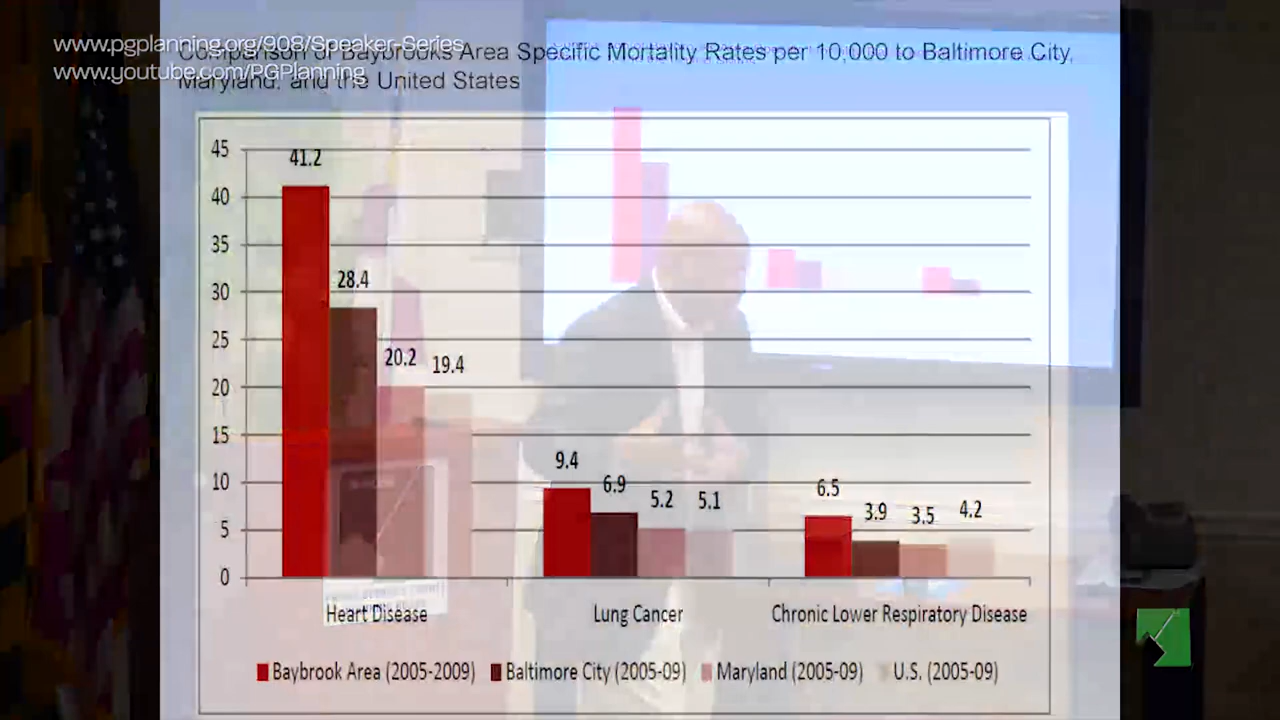 www.pgplanning.org/908/Speaker-Series
www.youtube.com/PGPlanning
Comparison of Baybrooks Area Specific Mortality Rates per 10,000 to Baltimore City,
Maryland. and the United States
45
40
35
30
25
20
15
10
5
0
41.2
28.4
20.2
19.4
9.4
6.9
5.2
5.1
6.5
3.9
3.5
4.2
Heart Disease
Lung Cancer
Chronic Lower Respiratory Disease
Baybrook Area (2005-2009)
Baltimore City (2005-09)
Maryland (2005-09)
U.S. (2005-09)